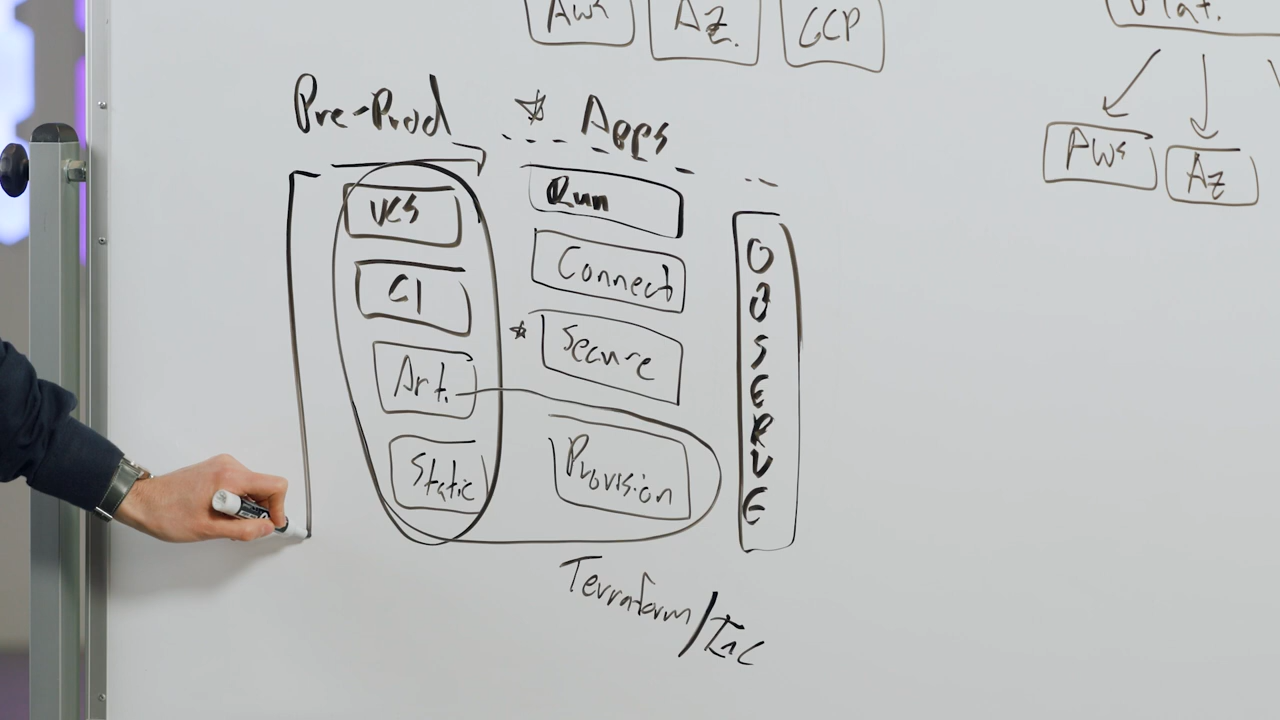 AWS AZ. GCP
Plat.
Pre-Prod
Apps
AWS
AZ
VCS
CI
Art.
Static
Run
Connect
Secure
Provision
OBSERVE
Terraform/IaC